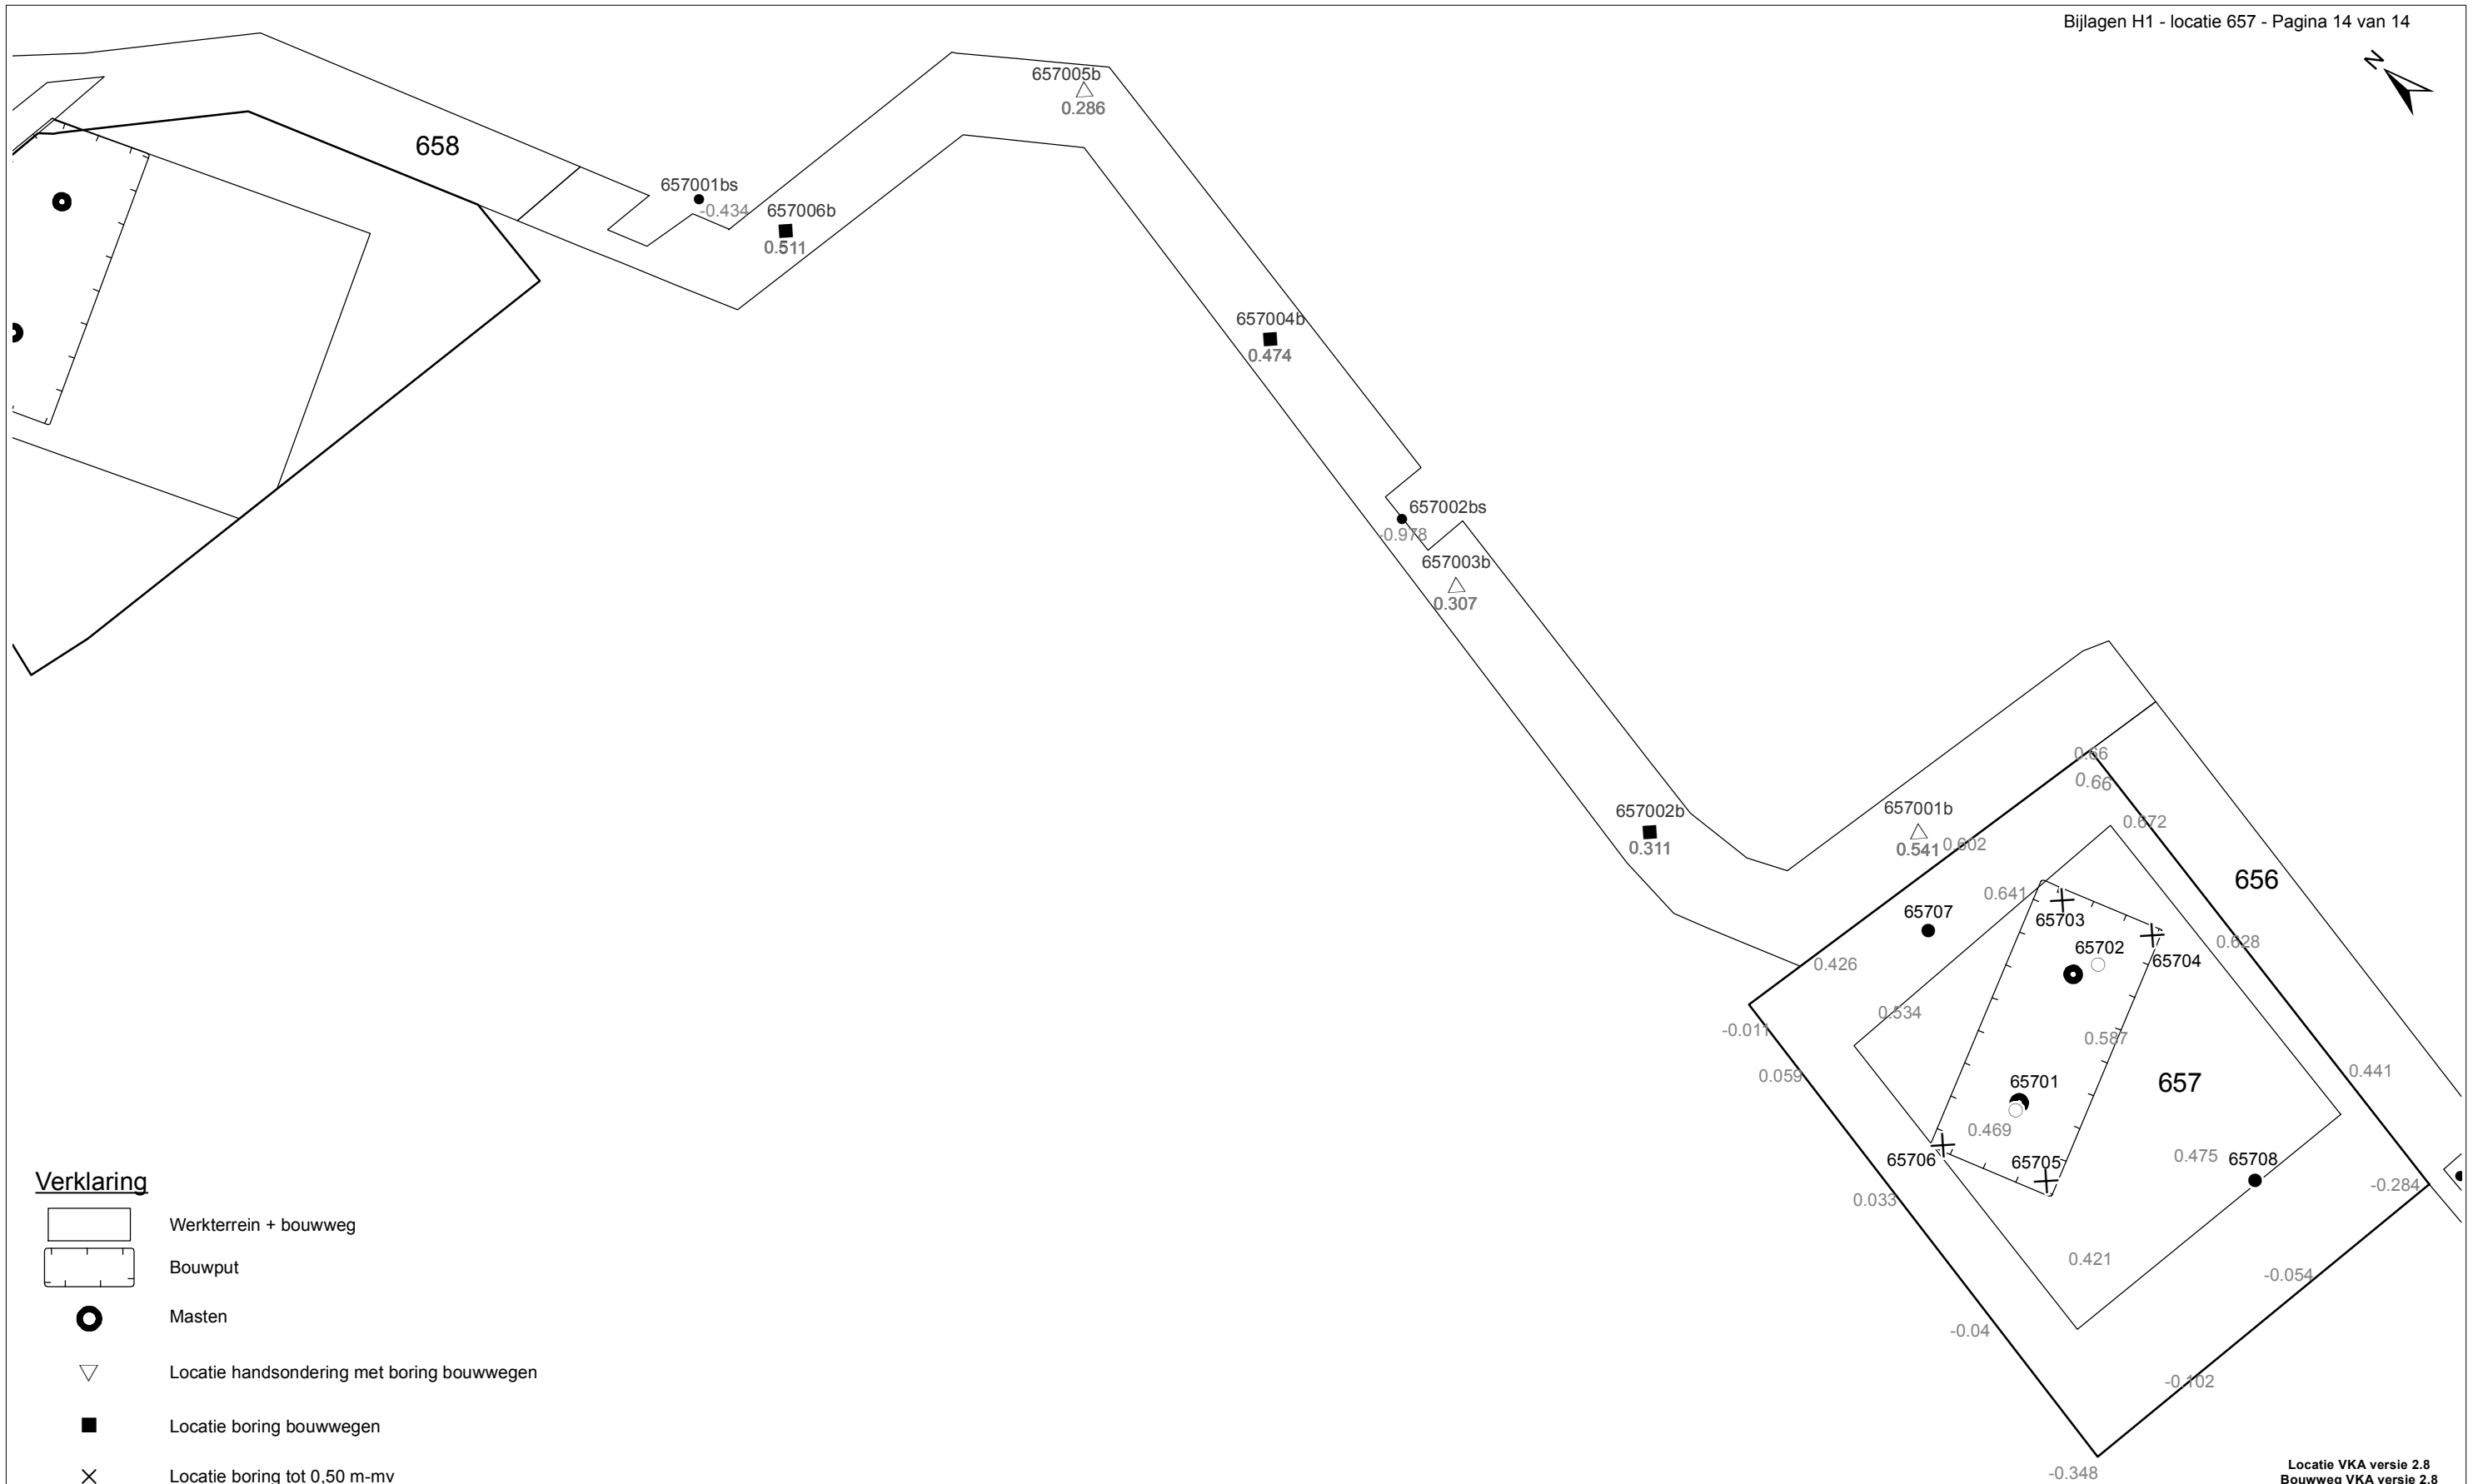 Bijlagen H1 - locatie 657 - Pagina 14 van 14
N
657005b
0.286
658
657001bs
-0.434
657006b
0.511
657004b
0.474
657002bs
-0.978
657003b
0.307
657002b
0.311
657001b
0.541
0.602
0.66
0.66
0.672
656
0.641
65703
65707
65702
65704
0.628
0.426
0.534
-0.011
0.587
0.059
65701
657
0.441
0.469
65706
65705
0.475
65708
-0.284
0.033
0.421
-0.054
-0.04
-0.102
-0.348
Verklaring
Werkterrein + bouwweg
Bouwput
Masten
Locatie handsondering met boring bouwwegen
Locatie boring bouwwegen
Locatie boring tot 0,50 m-mv
Locatie VKA versie 2.8
Bouwweg VKA versie 2.8